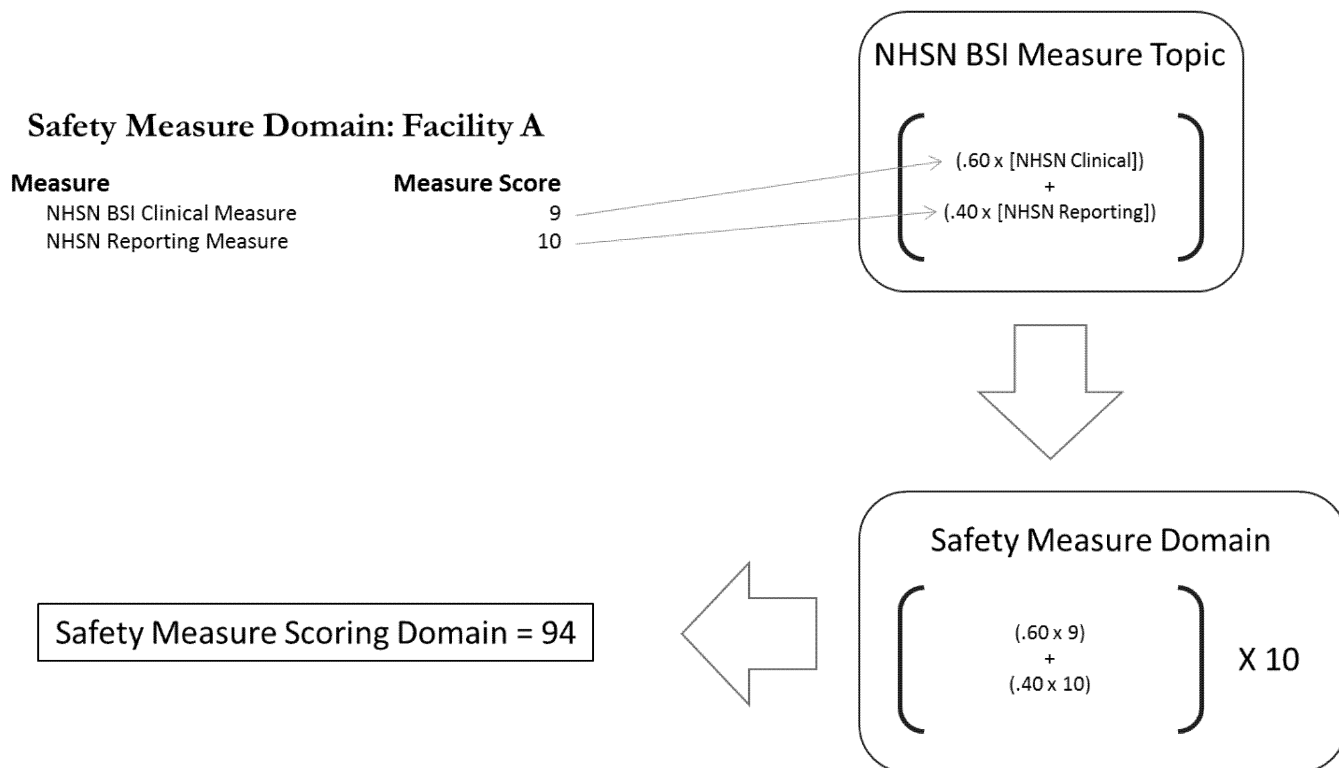 NHSN BSI Measure Topic
(.60 x [NHSN Clinical])
+
(.40 x [NHSN Reporting])
Safety Measure Domain: Facility A
Measure Measure Score
NHSN BSI Clinical Measure 9
NHSN Reporting Measure 10
Safety Measure Domain
(.60 x 9)
+
(.40 x 10)
X 10
Safety Measure Scoring Domain = 94